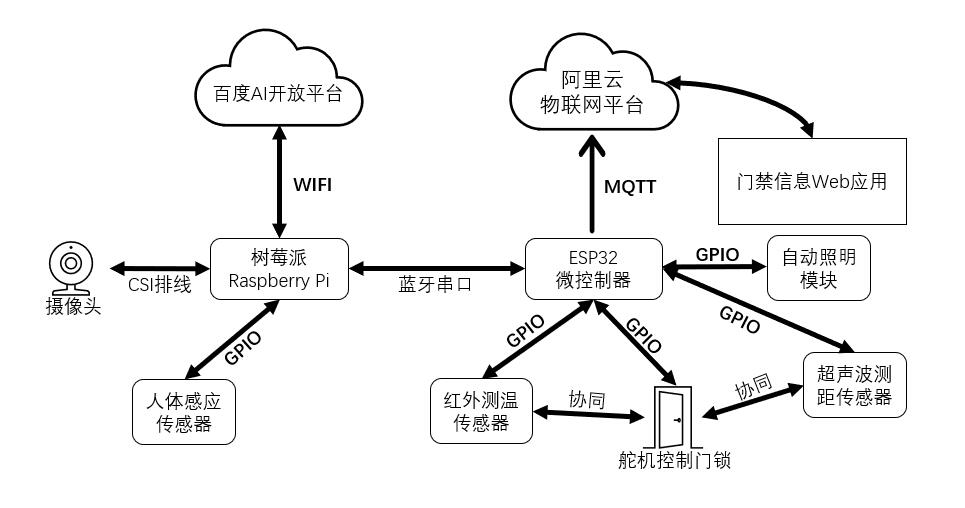 百度AI开放平台
阿里云
物联网平台
WIFI
MQTT
门禁信息Web应用
摄像头
CSI排线
树莓派
Raspberry Pi
蓝牙串口
ESP32
微控制器
GPIO
自动照明
模块
GPIO
GPIO
GPIO
GPIO
人体感应
传感器
红外测温
传感器
协同
舵机控制门锁
协同
超声波测
距传感器